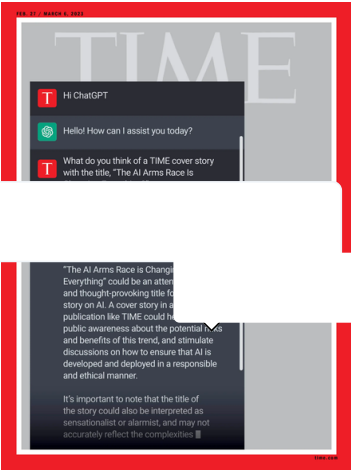 FEB. 27 / MARCH 6, 2023
TIME
T
Hi ChatGPT
Hello! How can I assist you today?
T
What do you think of a TIME cover story
with the title, "The AI Arms Race Is
"The AI Arms Race is Changi
Everything" could be an atten
and thought-provoking title fo
story on AI. A cover story in a
publication like TIME could he
public awareness about the potential risks
and benefits of this trend, and stimulate
discussions on how to ensure that AI is
developed and deployed in a responsible
and ethical manner.
It's important to note that the title of
the story could also be interpreted as
sensationalist or alarmist, and may not
accurately reflect the complexities
time.com